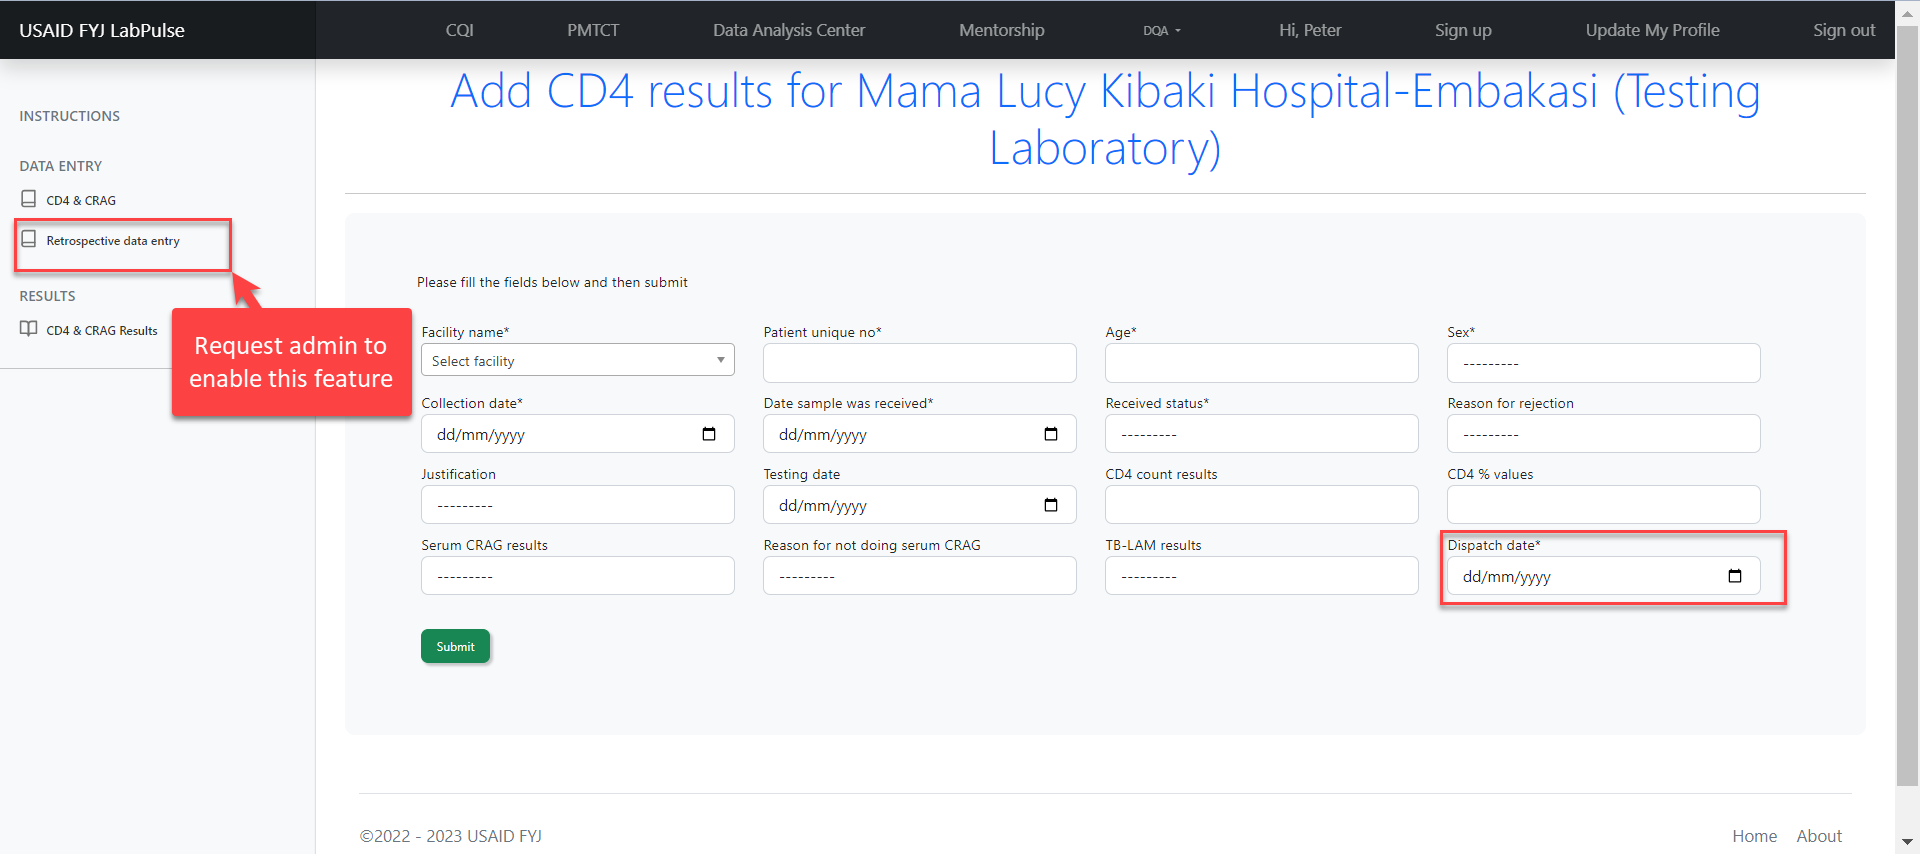 USAID FYJ LabPulse
CQI
PMTCT
Data Analysis Center
Mentorship
DQA
Hi, Peter
Sign up
Update My Profile
Sign out
INSTRUCTIONS
DATA ENTRY
CD4 & CRAG
Retrospective data entry
RESULTS
CD4 & CRAG Results
Request admin to
enable this feature
Add CD4 results for Mama Lucy Kibaki Hospital-Embakasi (Testing
Laboratory)
Please fill the fields below and then submit
Facility name*
Select facility
Patient unique no*
Age*
Sex*
---------
Collection date*
dd/mm/yyyy
Date sample was received*
dd/mm/yyyy
Received status*
---------
Reason for rejection
---------
Justification
---------
Testing date
dd/mm/yyyy
CD4 count results
CD4 % values
Serum CRAG results
---------
Reason for not doing serum CRAG
---------
TB-LAM results
---------
Dispatch date*
dd/mm/yyyy
Submit
©2022 - 2023 USAID FYJ
Home
About